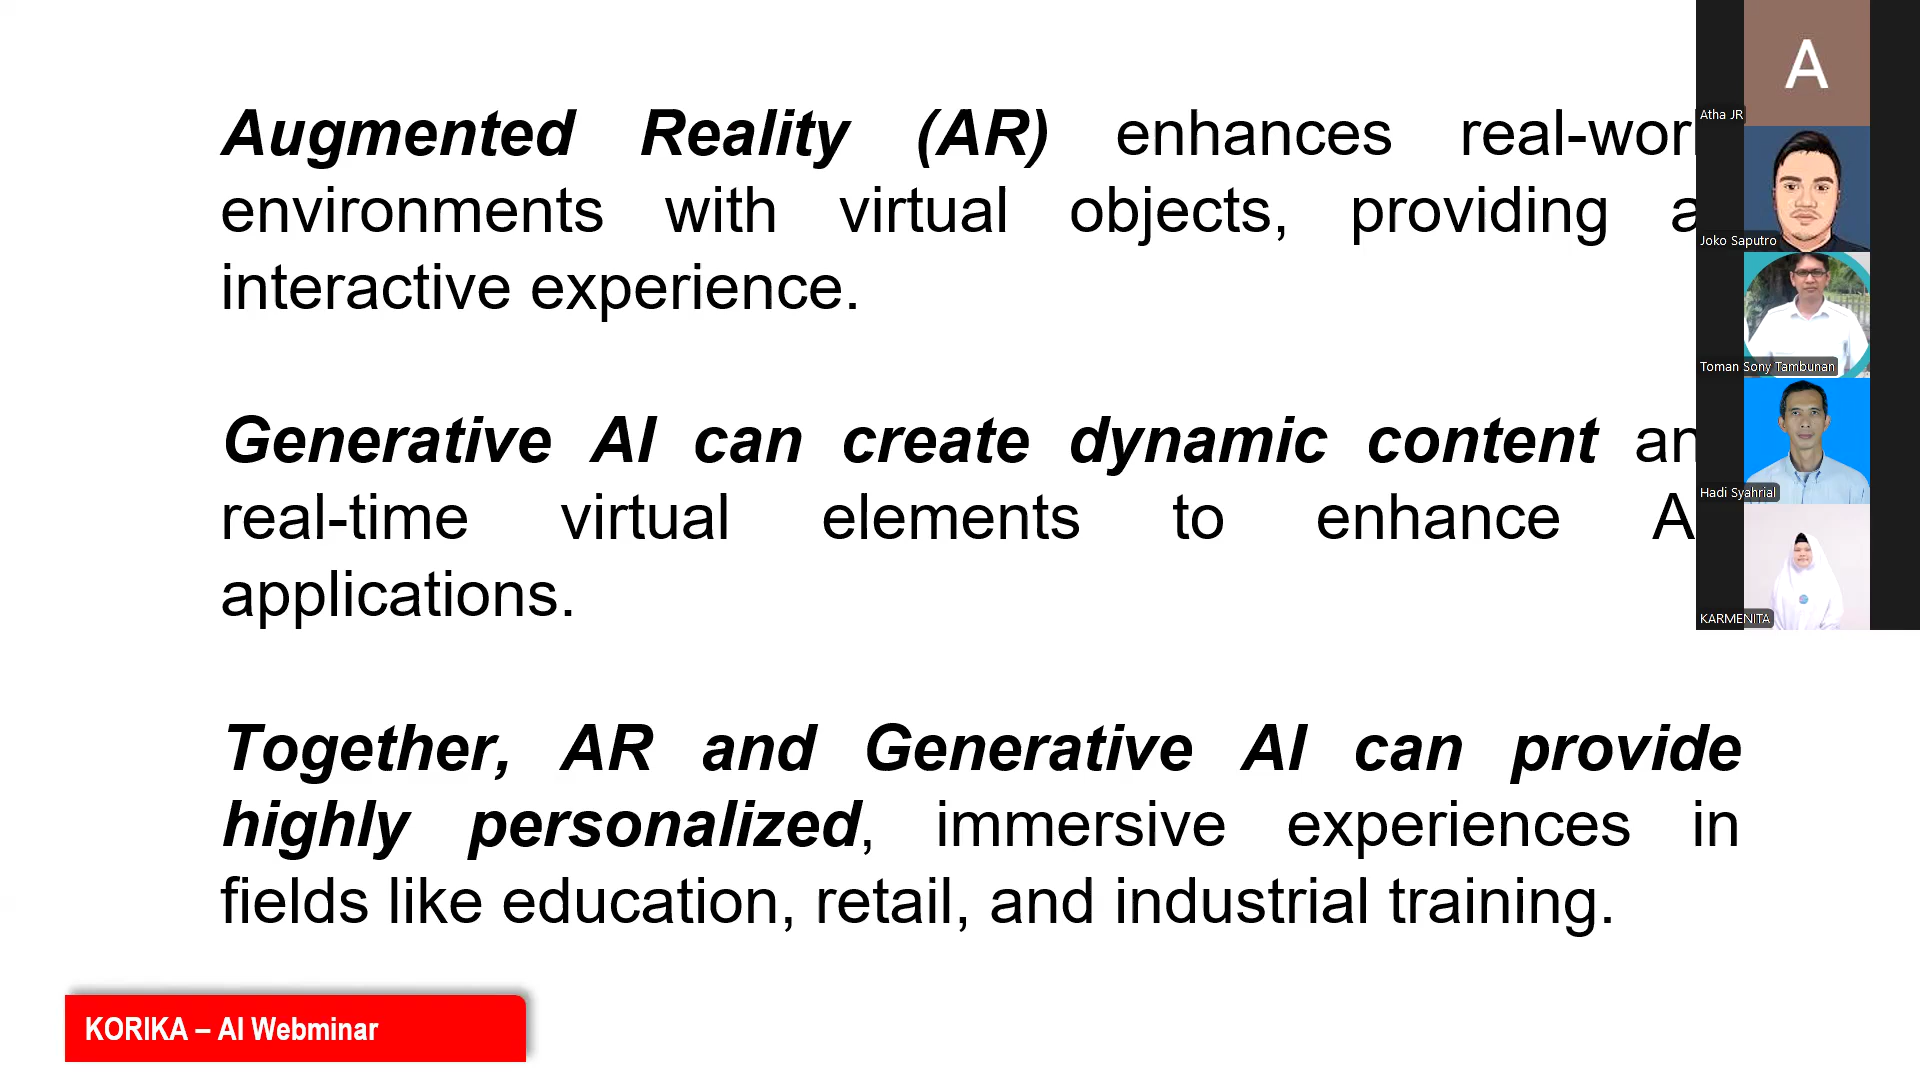 Augmented Reality (AR) enhances real-worl
environments with virtual objects, providing a
interactive experience.
Generative AI can create dynamic content an
real-time virtual elements to enhance A
applications.
Together, AR and Generative AI can provide
highly personalized, immersive experiences in
fields like education, retail, and industrial training.
KORIKA – AI Webminar
A
Atha JR
Joko Saputro
Toman Sony Tambunan
Hadi Syahrial
KARMENITA